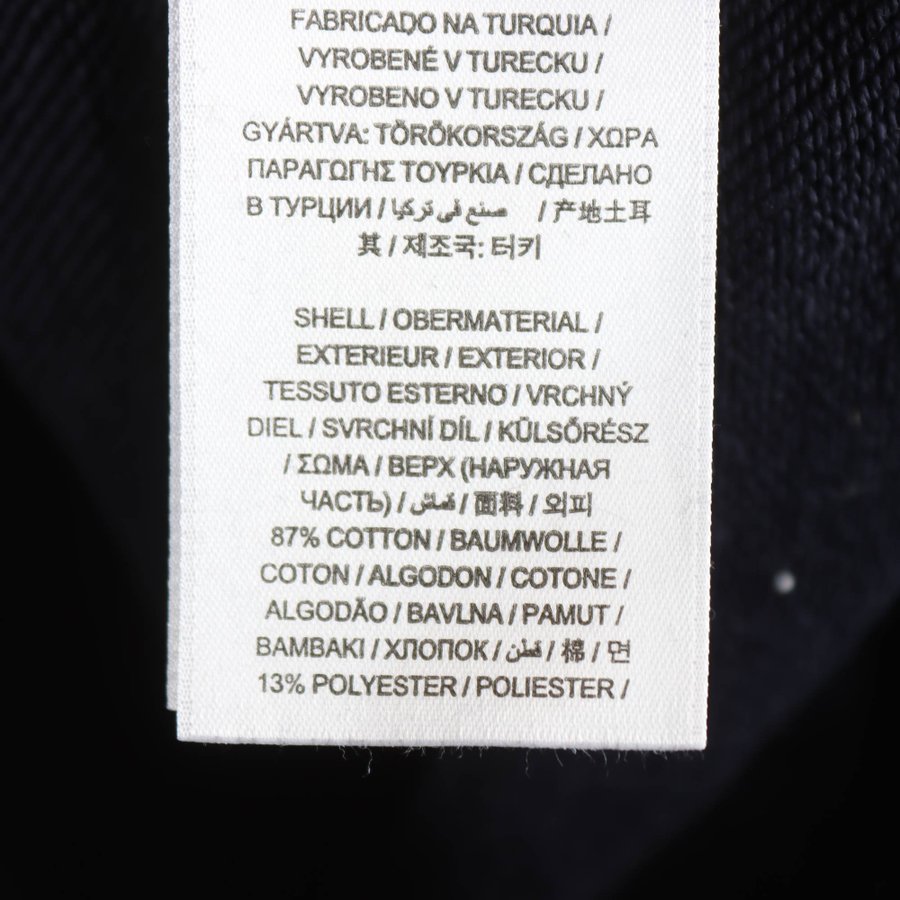 FABRICADO NA TURQUIA /
VYROBENÉ V TURECKU /
VYROBENO V TURECKU /
GYÁRTVA: TÖRÖKORSZÁG / ΧΩΡΑ
ΠΑΡΑΓΩΓΗΣ ΤΟΥΡΚΙΑ / СДЕЛАНО
В ТУРЦИИ / صنع في تركيا / 产地土耳
其 / 제조국: 터키
SHELL / OBERMATERIAL /
EXTERIEUR / EXTERIOR /
TESSUTO ESTERNO / VRCHNÝ
DIEL / SVRCHNÍ DÍL / KÜLSŐRÉSZ
/ ΣΩΜΑ / ВЕРХ (НАРУЖНАЯ
ЧАСТЬ) / قماش / 面料 / 외피
87% COTTON / BAUMWOLLE /
COTON / ALGODON / COTONE /
ALGODÃO / BAVLNA / PAMUT /
ΒΑΜΒΑΚΙ / ХЛОПОК / قطن / 棉 / 면
13% POLYESTER / POLIESTER /